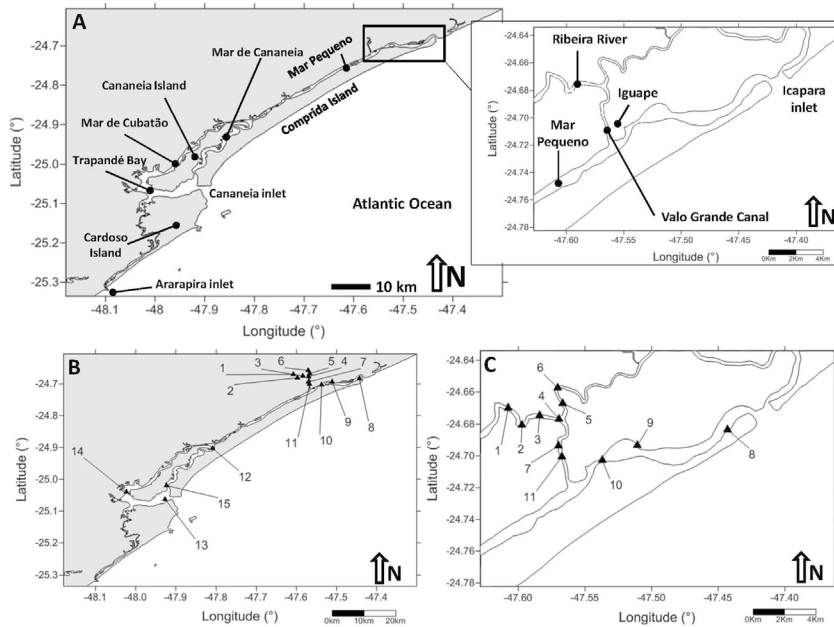 A
Mar de Cananeia
Mar Pequeno
Cananeia Island
Comprida Island
Mar de Cubatão
Trapandé Bay
Cananeia inlet
Atlantic Ocean
Cardoso
Island
Ararapira inlet
N
10 km
Latitude (°)
-24.7
-24.8
-24.9
-25.0
-25.1
-25.2
-25.3
-48.1
-48
-47.9
-47.8
-47.7
-47.6
-47.5
-47.4
Longitude (°)
Ribeira River
Iguape
Icapara
inlet
Mar
Pequeno
Valo Grande Canal
N
0Km 2Km 4Km
Latitude (°)
-24.64
-24.66
-24.68
-24.70
-24.72
-24.74
-24.76
-24.78
-47.60
-47.55
-47.50
-47.45
-47.40
Longitude (°)
B
1
2
3
6
5
4
7
11
10
9
8
12
14
15
13
N
0km 10km 20km
Latitude (°)
-24.7
-24.8
-24.9
-25.0
-25.1
-25.2
-25.3
-48.1
-48
-47.9
-47.8
-47.7
-47.6
-47.5
-47.4
Longitude (°)
C
6
4
5
1
2
3
7
11
9
10
8
N
0Km 2Km 4Km
Latitude (°)
-24.64
-24.66
-24.68
-24.70
-24.72
-24.74
-24.76
-24.78
-47.60
-47.55
-47.50
-47.45
-47.40
Longitude (°)